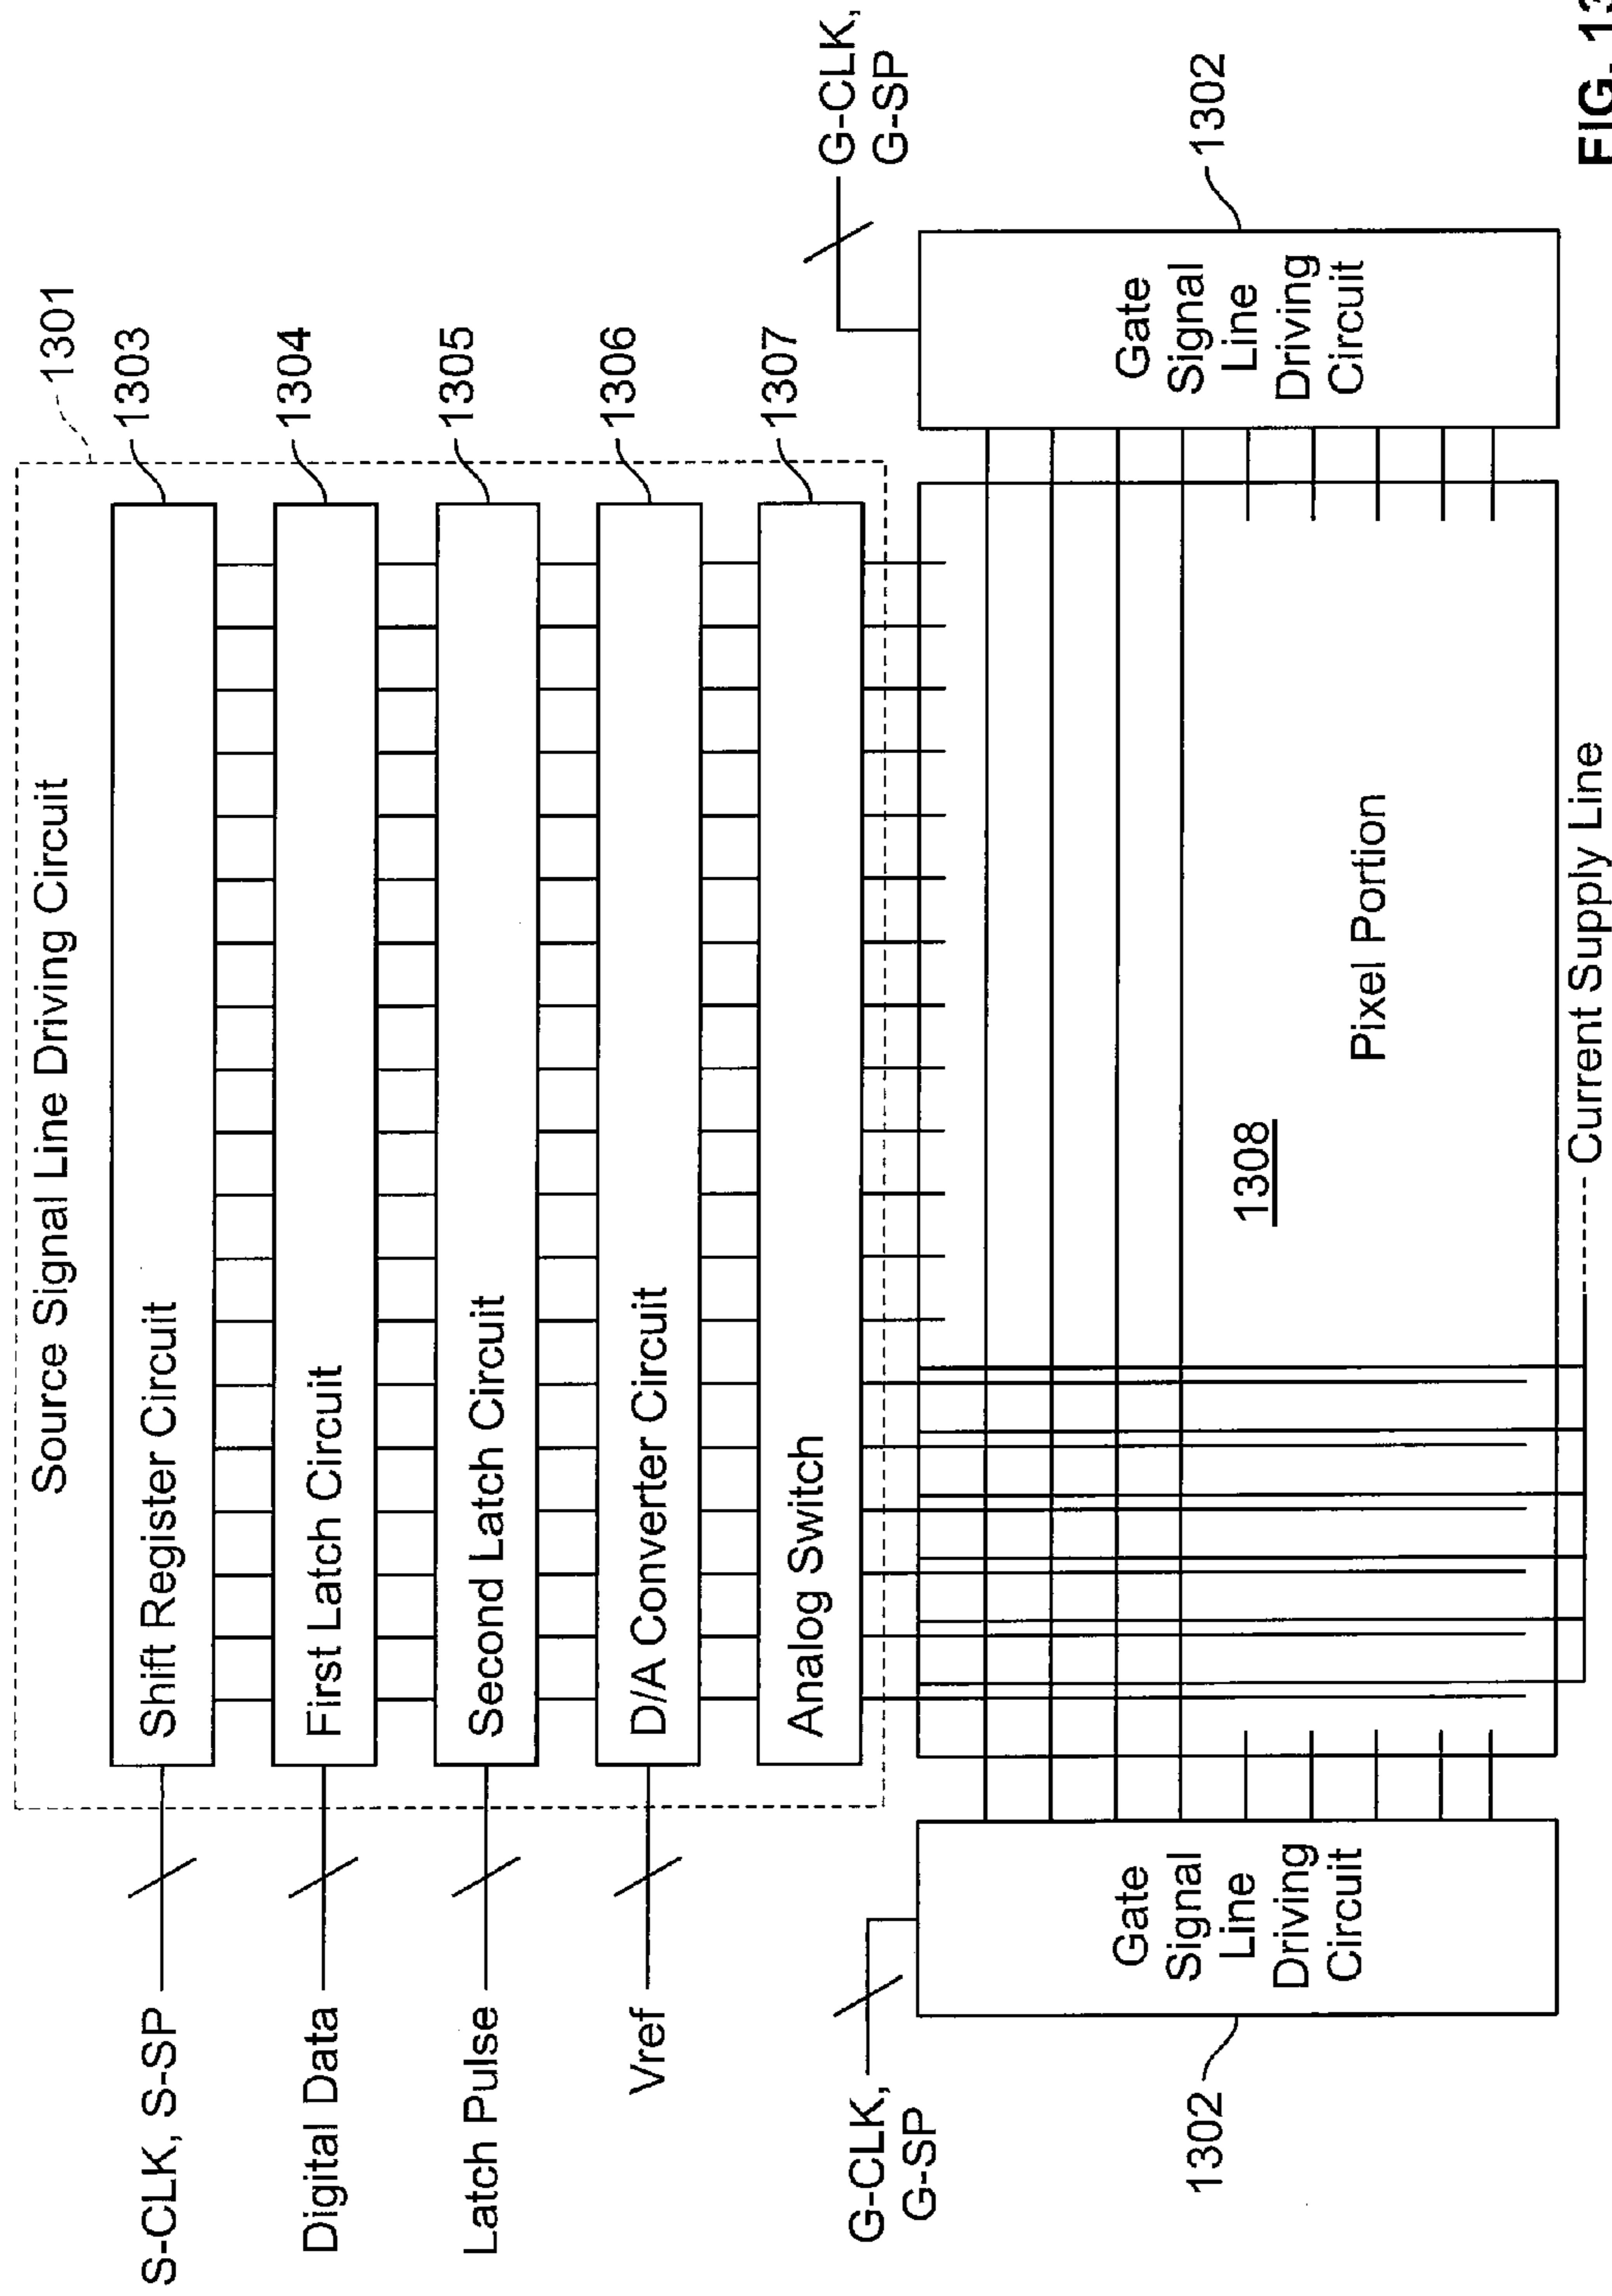 Source Signal Line Driving Circuit
1301
S-CLK, S-SP
Shift Register Circuit
1303
Digital Data
First Latch Circuit
1304
Latch Pulse
Second Latch Circuit
1305
Vref
D/A Converter Circuit
1306
Analog Switch
1307
G-CLK,
G-SP
G-CLK,
G-SP
1302
Gate
Signal
Line
Driving
Circuit
1308
Pixel Portion
Gate
Signal
Line
Driving
Circuit
1302
Current Supply Line
FIG. 13